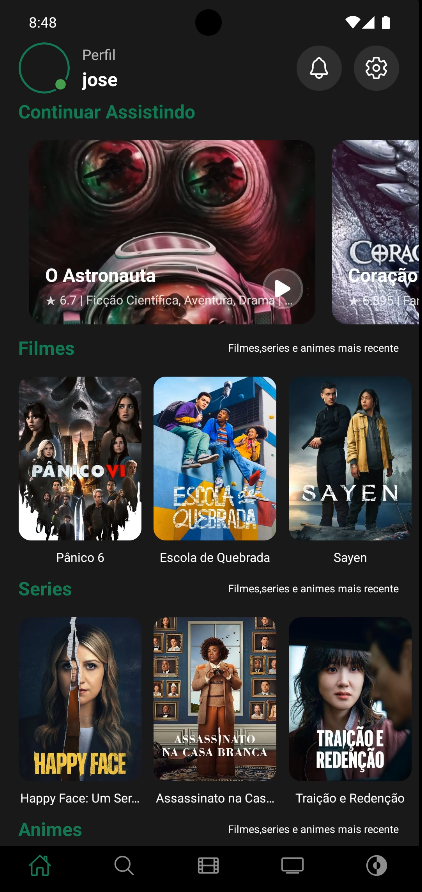 8:48
Perfil
jose
Continuar Assistindo
O Astronauta
★ 6.7 | Ficção Científica, Aventura, Drama | ...
CORAÇ
Coração
★ 6.895 | Fan
Filmes
Filmes,series e animes mais recente
PÂNICO VI
ESCOLA de
QUEBRADA
SAYEN
Pânico 6
Escola de Quebrada
Sayen
Series
Filmes,series e animes mais recente
HAPPY FACE
ASSASSINATO
NA CASA BRANCA
TRAIÇÃO E
REDENÇÃO
Happy Face: Um Ser...
Assassinato na Cas...
Traição e Redenção
Animes
Filmes,series e animes mais recente